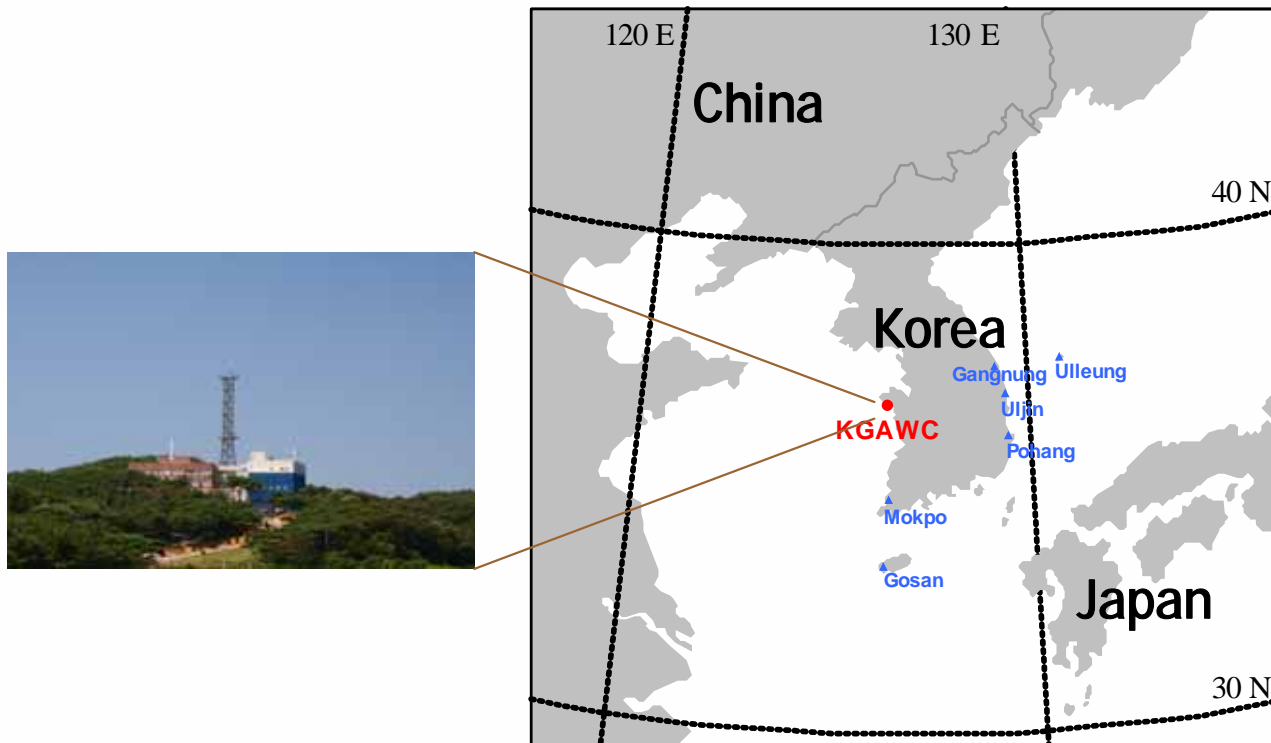 120 E
130 E
China
40 N
Korea
Gangnung
Ulleung
Uljin
KGAWC
Pohang
Mokpo
Gosan
Japan
30 N